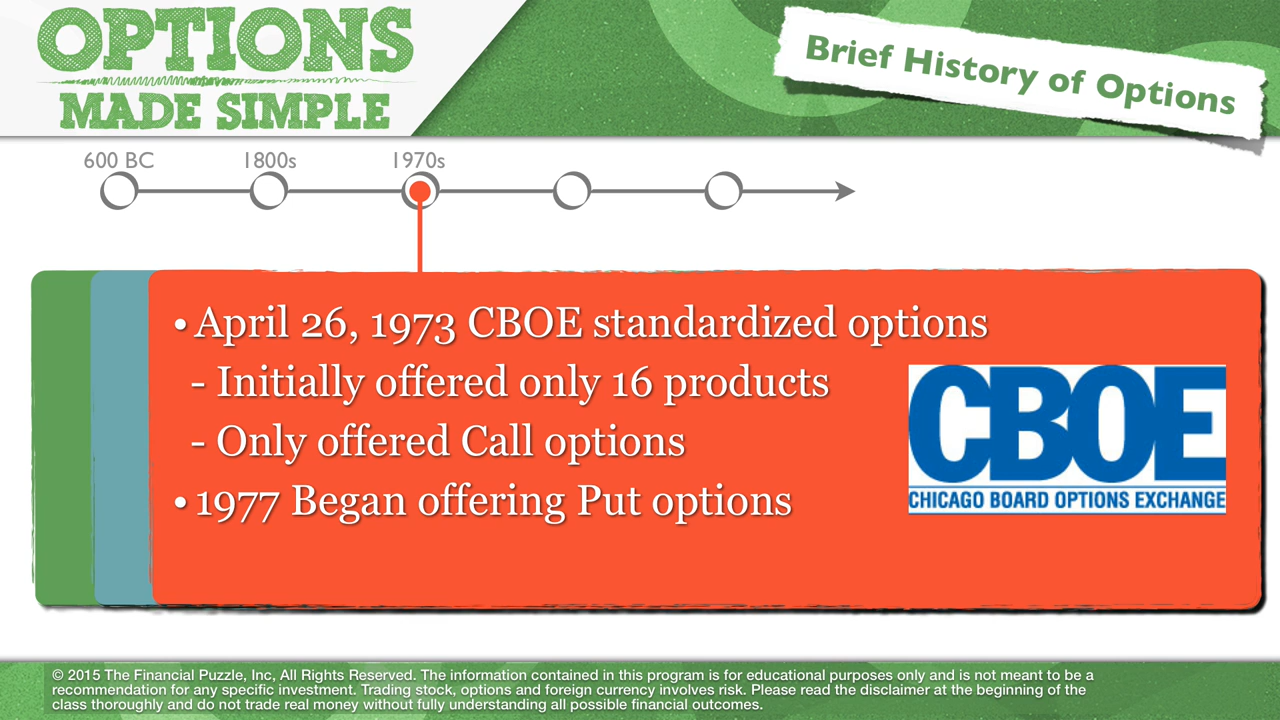 OPTIONS
MADE SIMPLE
Brief History of Options
600 BC 1800s 1970s
• April 26, 1973 CBOE standardized options
- Initially offered only 16 products
- Only offered Call options
• 1977 Began offering Put options
CBOE
CHICAGO BOARD OPTIONS EXCHANGE
© 2015 The Financial Puzzle, Inc, All Rights Reserved. The information contained in this program is for educational purposes only and is not meant to be a
recommendation for any specific investment. Trading stock, options and foreign currency involves risk. Please read the disclaimer at the beginning of the
class thoroughly and do not trade real money without fully understanding all possible financial outcomes.